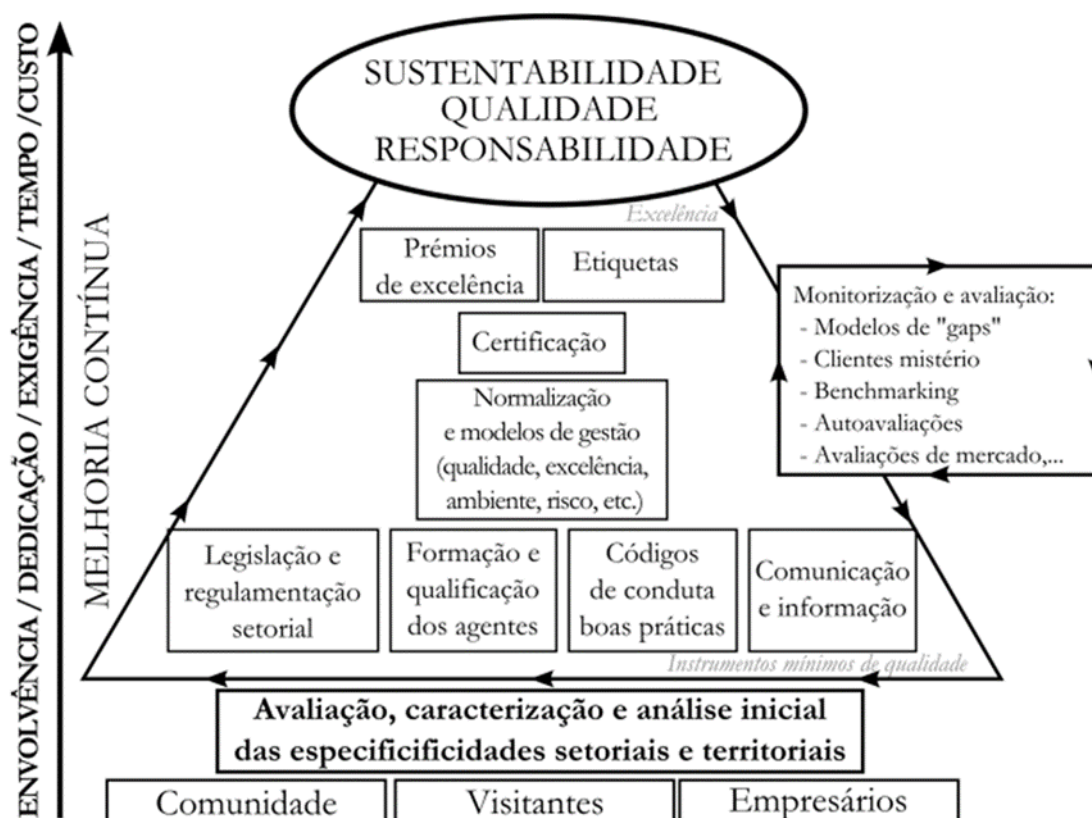 ENVOLVÊNCIA / DEDICAÇÃO / EXIGÊNCIA / TEMPO /CUSTO
MELHORIA CONTÍNUA
SUSTENTABILIDADE
QUALIDADE
RESPONSABILIDADE
Excelência
Prémios
de excelência
Etiquetas
Certificação
Normalização
e modelos de gestão
(qualidade, excelência,
ambiente, risco, etc.)
Monitorização e avaliação:
- Modelos de "gaps"
- Clientes mistério
- Benchmarking
- Autoavaliações
- Avaliações de mercado,...
Legislação e
regulamentação
setorial
Formação e
qualificação
dos agentes
Códigos
de conduta
boas práticas
Comunicação
e informação
Instrumentos mínimos de qualidade
Avaliação, caracterização e análise inicial
das especificificidades setoriais e territoriais
Comunidade
Visitantes
Empresários